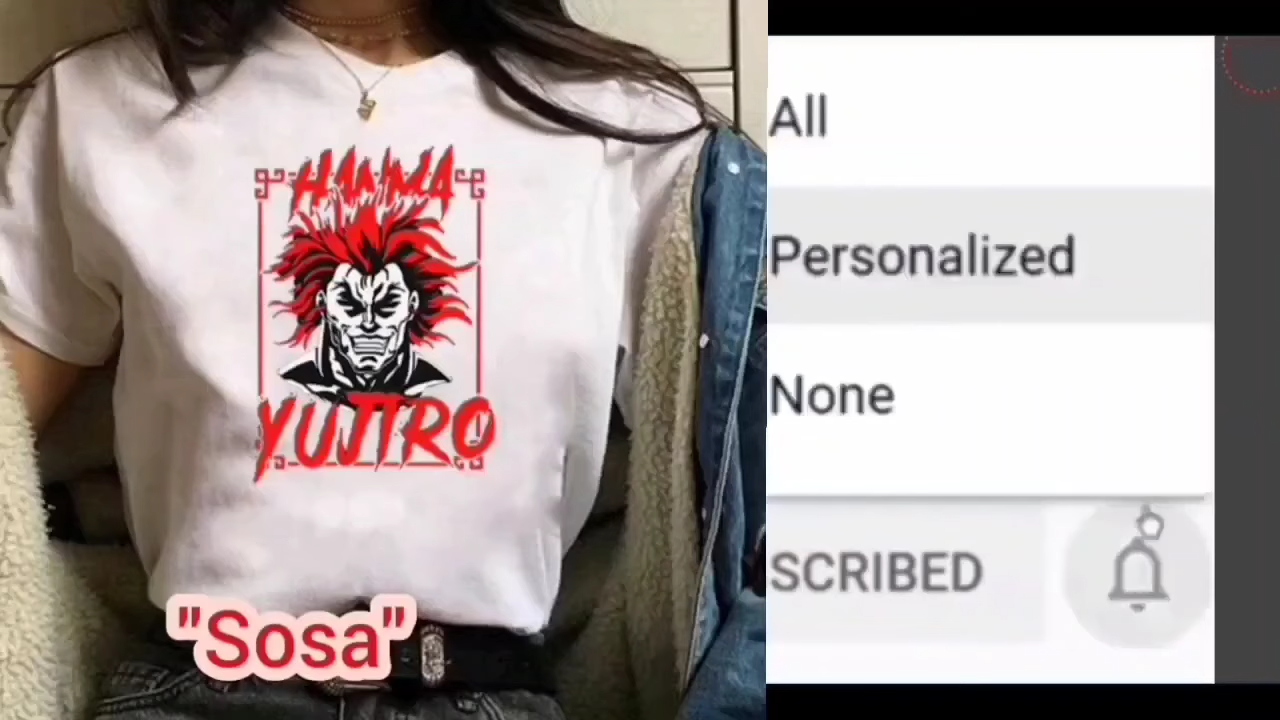 HANMA
YUJIRO
"Sosa"
All
Personalized
None
SCRIBED